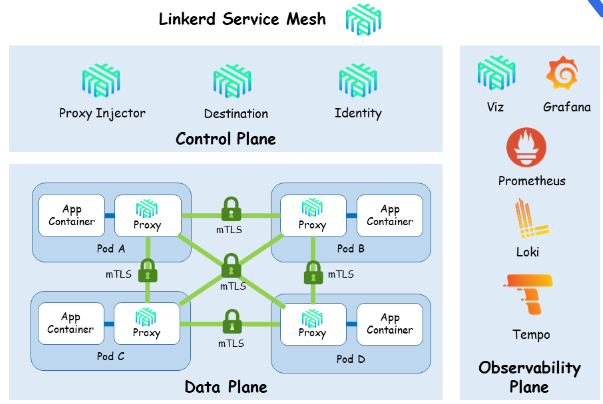 Linkerd Service Mesh
Proxy Injector
Destination
Identity
Control Plane
App
Container
Proxy
Pod A
mTLS
Proxy
App
Container
Pod B
mTLS
mTLS
mTLS
App
Container
Proxy
Pod C
mTLS
Proxy
App
Container
Pod D
Data Plane
Viz
Grafana
Prometheus
Loki
Tempo
Observability
Plane